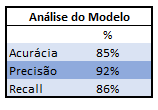 Análise do Modelo
%
Acurácia 85%
Precisão 92%
Recall 86%